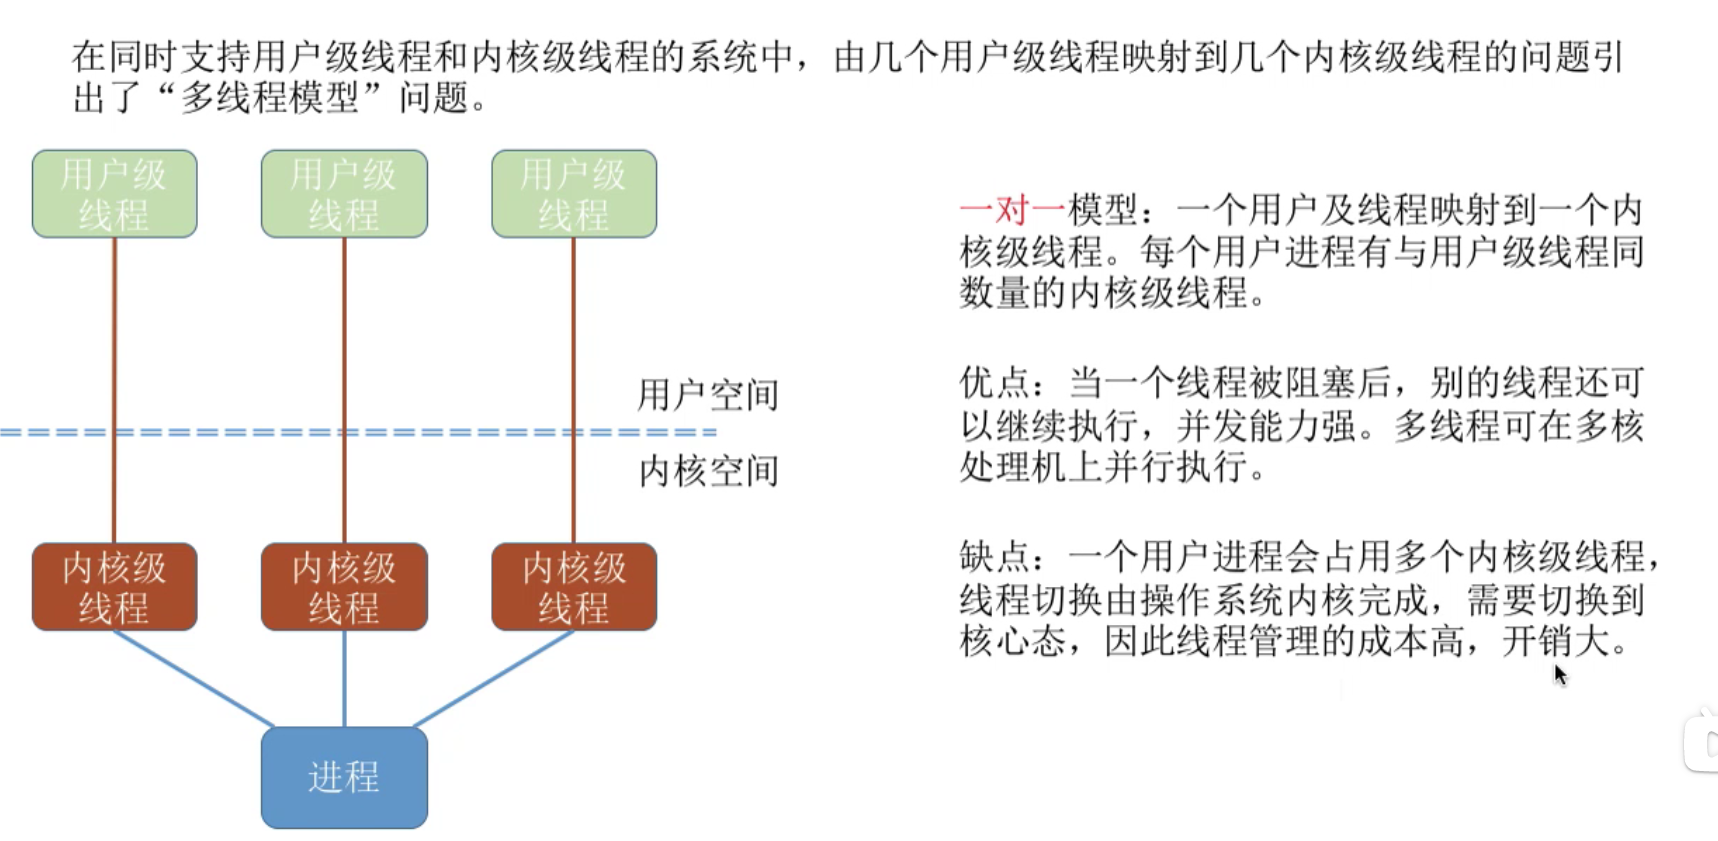 在同时支持用户级线程和内核级线程的系统中，由几个用户级线程映射到几个内核级线程的问题引
出了“多线程模型”问题。
用户级
线程
用户级
线程
用户级
线程
一对一模型：一个用户及线程映射到一个内
核级线程。每个用户进程有与用户级线程同
数量的内核级线程。
优点：当一个线程被阻塞后，别的线程还可
以继续执行，并发能力强。多线程可在多核
处理机上并行执行。
缺点：一个用户进程会占用多个内核级线程，
线程切换由操作系统内核完成，需要切换到
核心态，因此线程管理的成本高，开销大。
用户空间
内核空间
内核级
线程
内核级
线程
内核级
线程
进程